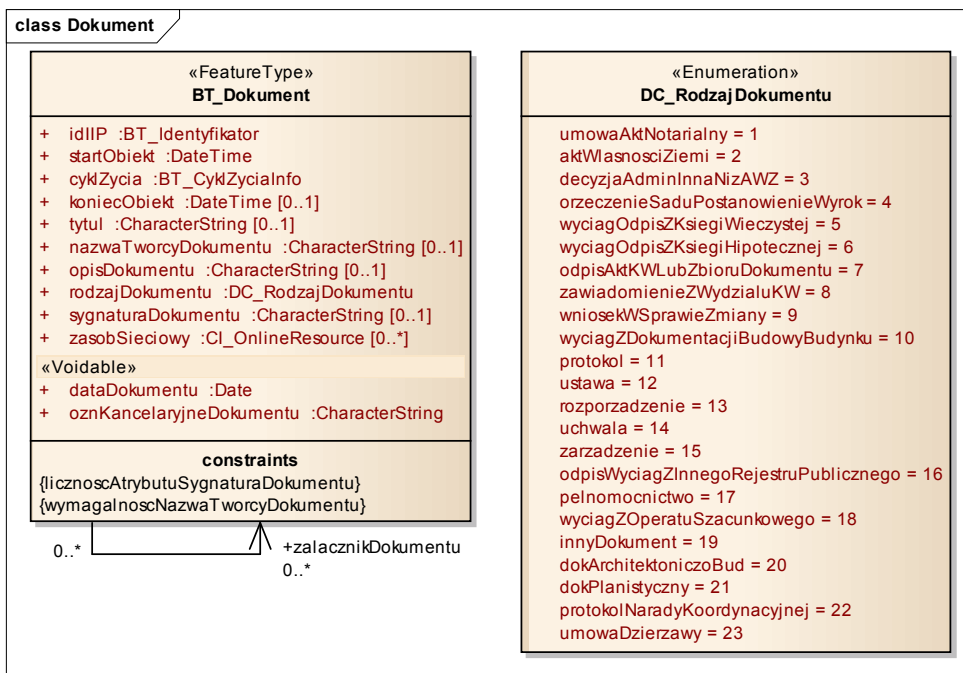 class Dokument
«FeatureType»
BT_Dokument
+ idIIP :BT_Identyfikator
+ startObiekt :DateTime
+ cyklZycia :BT_CyklZyciaInfo
+ koniecObiekt :DateTime [0..1]
+ tytul :CharacterString [0..1]
+ nazwaTworcyDokumentu :CharacterString [0..1]
+ opisDokumentu :CharacterString [0..1]
+ rodzajDokumentu :DC_RodzajDokumentu
+ sygnaturaDokumentu :CharacterString [0..1]
+ zasobSieciowy :CI_OnlineResource [0..*]
«Voidable»
+ dataDokumentu :Date
+ oznKancelaryjneDokumentu :CharacterString
constraints
{licznoscAtrybutuSygnaturaDokumentu}
{wymagalnoscNazwaTworcyDokumentu}
0..*
+zalacznikDokumentu
0..*
«Enumeration»
DC_RodzajDokumentu
umowaAktNotarialny = 1
aktWlasnosciZiemi = 2
decyzjaAdminInnaNizAWZ = 3
orzeczenieSaduPostanowienieWyrok = 4
wyciagOdpisZKsiegiWieczystej = 5
wyciagOdpisZKsiegiHipotecznej = 6
odpisAktKWLubZbioruDokumentu = 7
zawiadomienieZWydzialuKW = 8
wniosekWSprawieZmiany = 9
wyciagZDokumentacjiBudowyBudynku = 10
protokol = 11
ustawa = 12
rozporzadzenie = 13
uchwala = 14
zarzadzenie = 15
odpisWyciagZInnegoRejestruPublicznego = 16
pelnomocnictwo = 17
wyciagZOperatuSzacunkowego = 18
innyDokument = 19
dokArchitektoniczoBud = 20
dokPlanistyczny = 21
protokolNaradyKoordynacyjnej = 22
umowaDzierzawy = 23